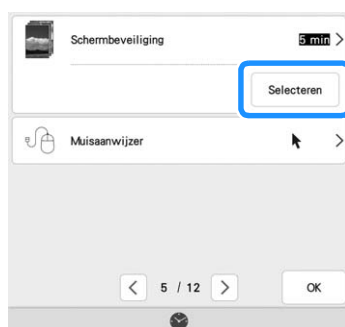 Schermbeveiliging 5 min >
Selecteren
Muisaanwijzer >
< 5 / 12 > OK